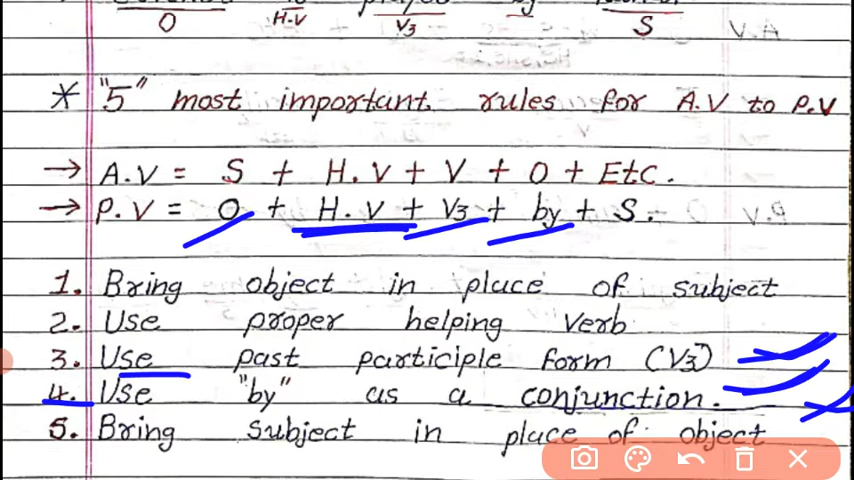 O H.V V3 by S
* "5" most important rules for A.V to P.V
→ A.V = S + H.V + V + O + Etc.
→ P.V = O + H.V + V3 + by + S.
1. Bring object in place of subject
2. Use proper helping verb
3. Use past participle form (V3)
4. Use "by" as a conjunction.
5. Bring subject in place of object